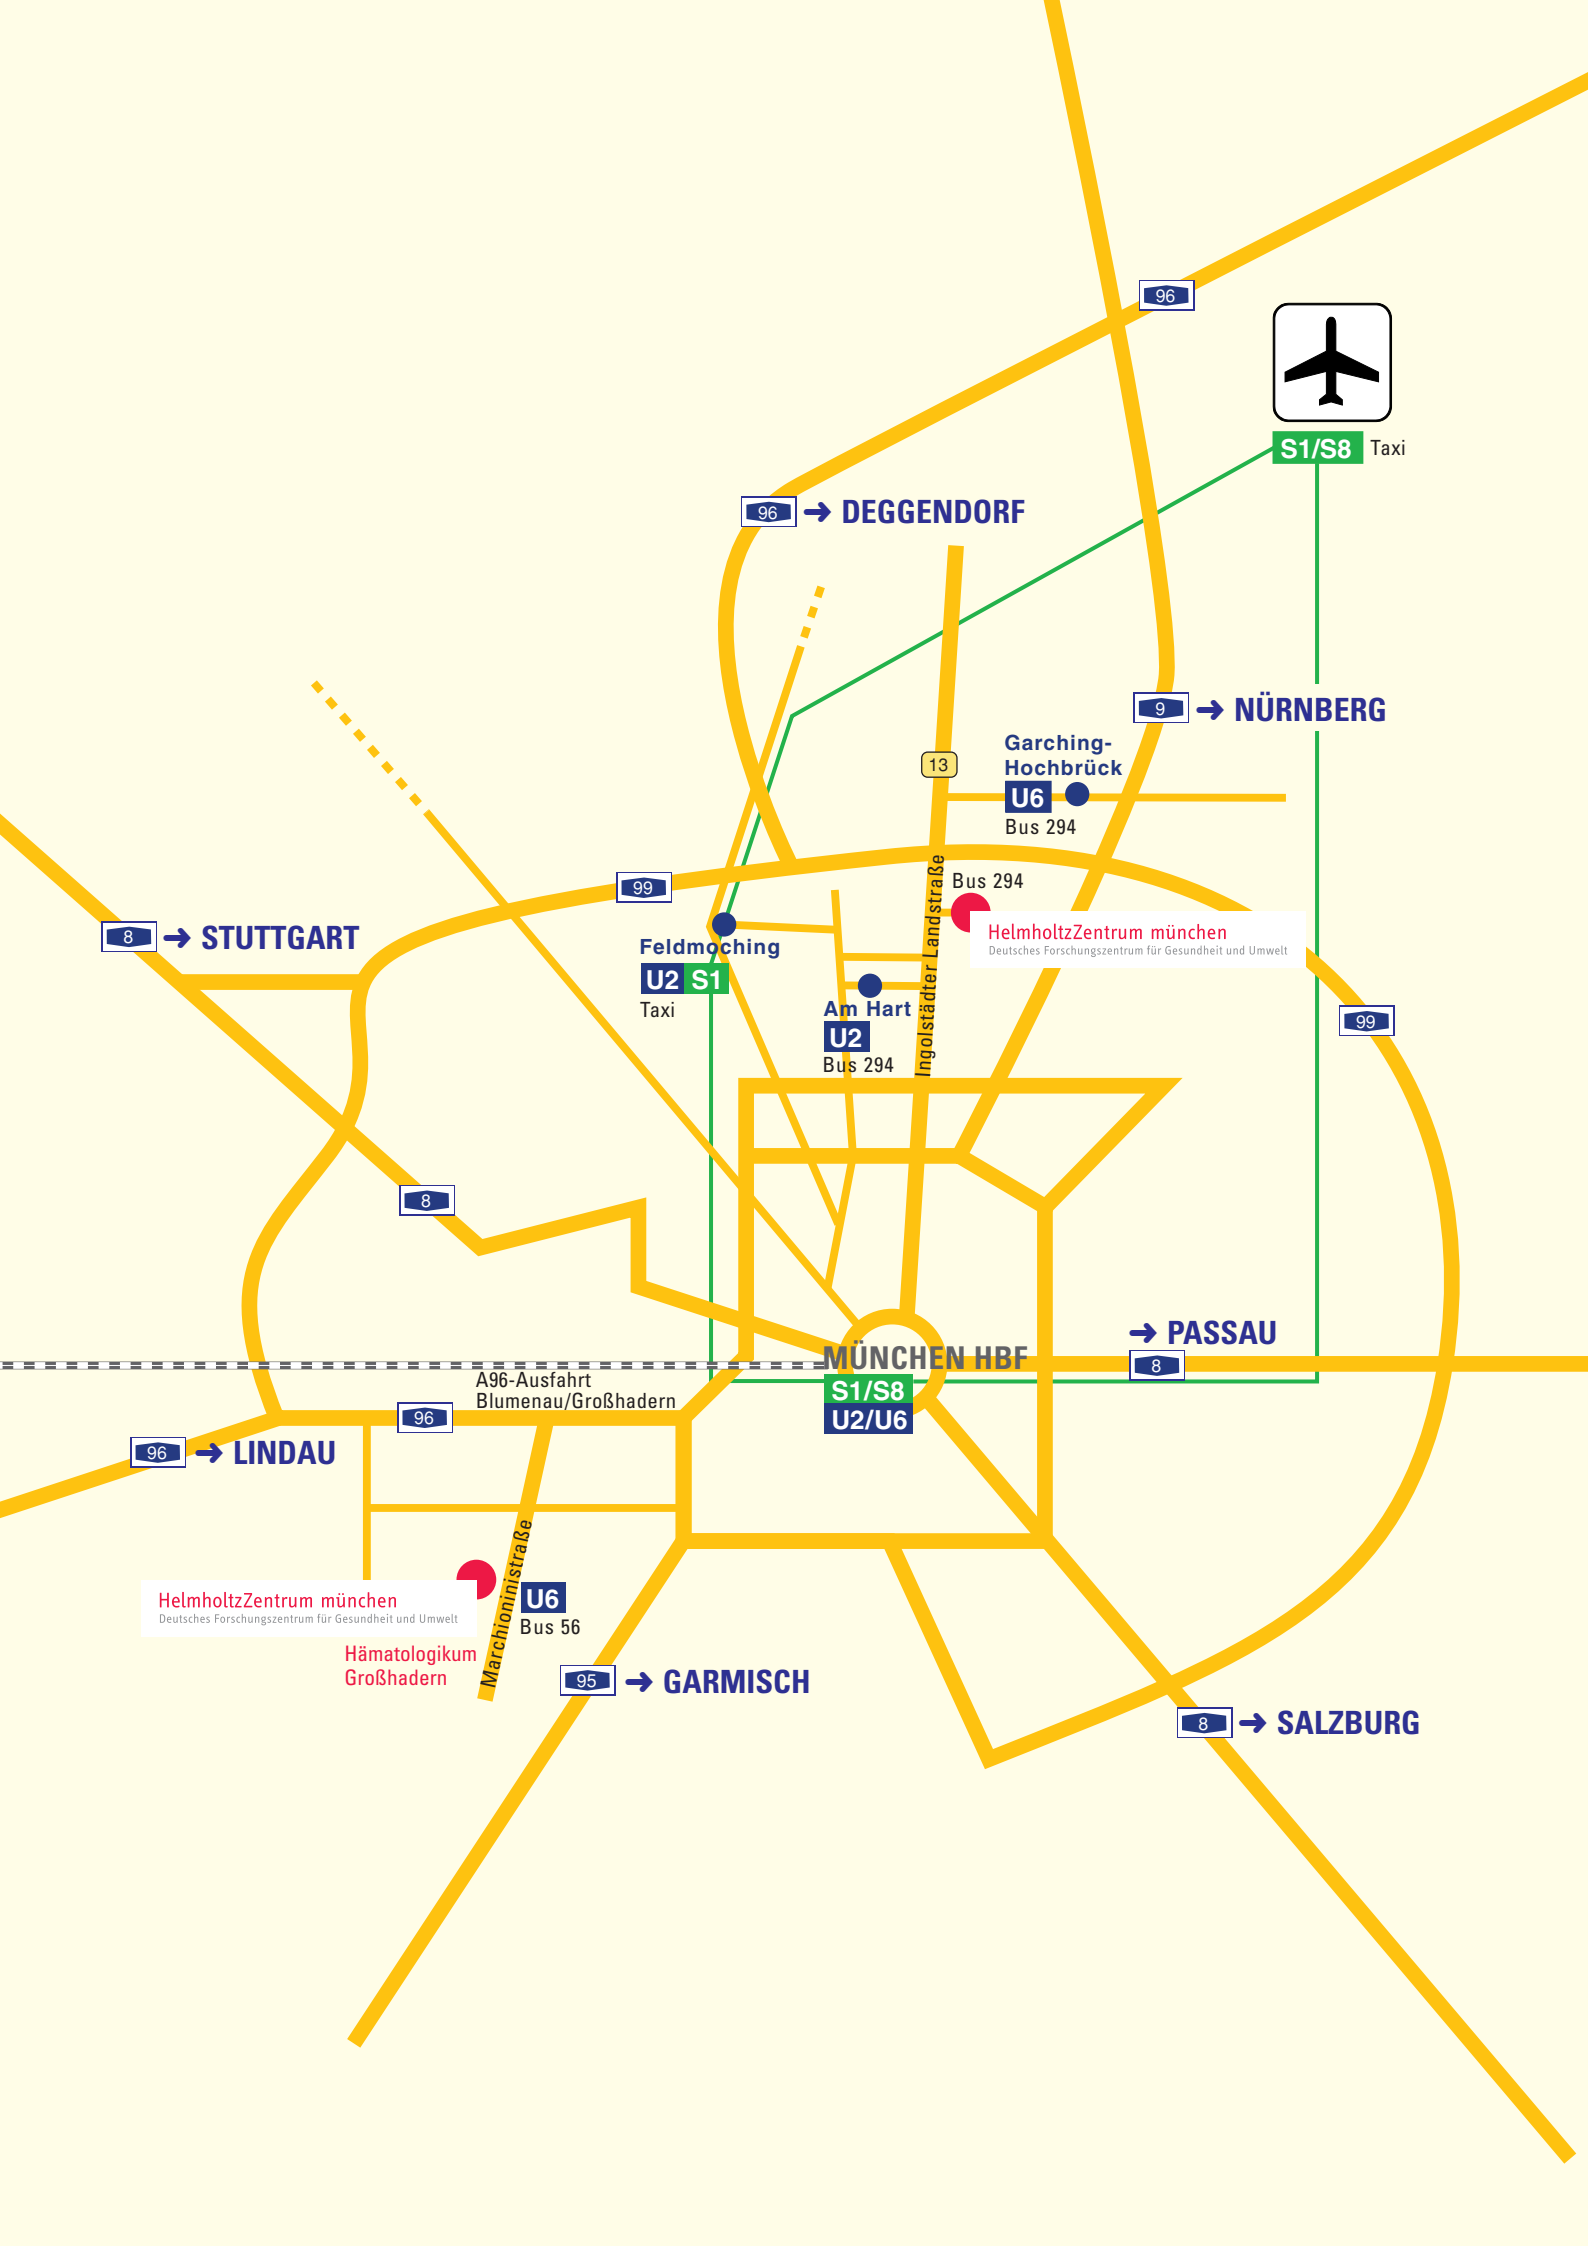 96
S1/S8 Taxi
96 → DEGGENDORF
9 → NÜRNBERG
Garching-
Hochbrück
13
U6
Bus 294
99
Bus 294
8 → STUTTGART
HelmholtzZentrum münchen
Deutsches Forschungszentrum für Gesundheit und Umwelt
Feldmoching
U2 S1
Taxi
Am Hart
U2
Bus 294
Ingolstädter Landstraße
99
8
→ PASSAU
8
MÜNCHEN HBF
S1/S8
U2/U6
A96-Ausfahrt
Blumenau/Großhadern
96
96 → LINDAU
Marchioninistraße
HelmholtzZentrum münchen
Deutsches Forschungszentrum für Gesundheit und Umwelt
U6
Bus 56
Hämatologikum
Großhadern
95 → GARMISCH
8 → SALZBURG